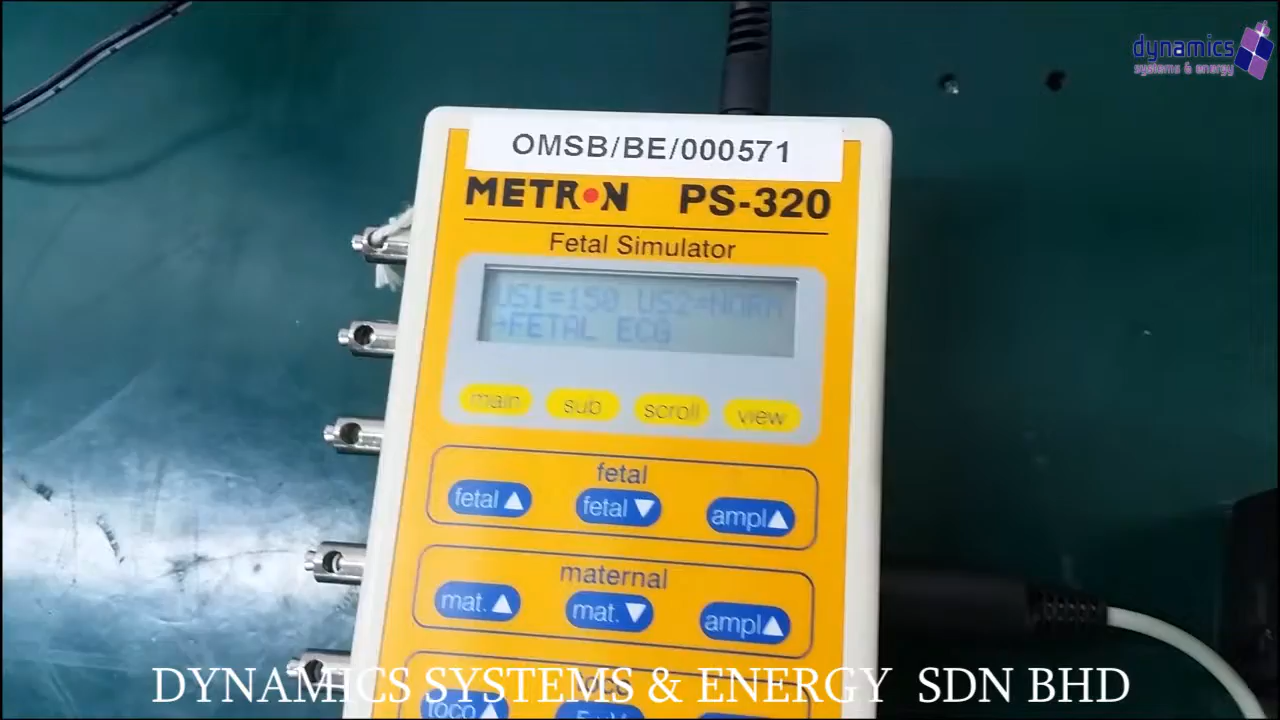 dynamics
systems & energy
OMSB/BE/000571
METRON PS-320
Fetal Simulator
US1=150 US2=NORM
→FETAL ECG
main sub scroll view
fetal
fetal▲ fetal▼ ampl▲
maternal
mat.▲ mat.▼ ampl▲
toco▲
DYNAMICS SYSTEMS & ENERGY SDN BHD